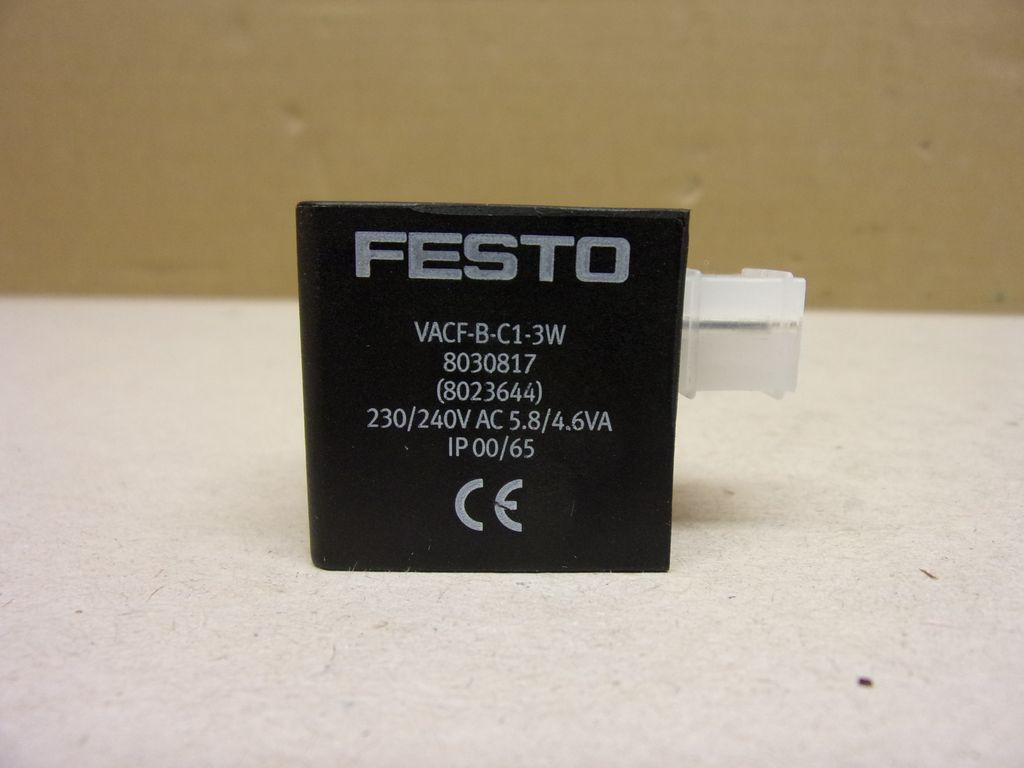 FESTO
VACF-B-C1-3W
8030817
(8023644)
230/240V AC 5.8/4.6VA
IP 00/65
CE